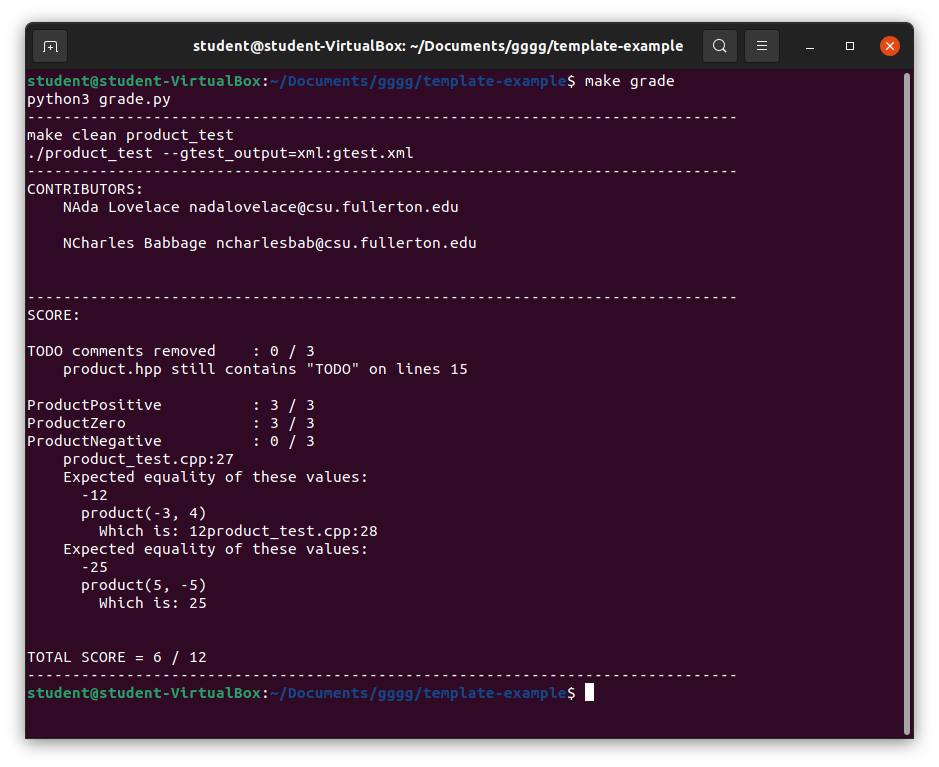 student@student-VirtualBox: ~/Documents/gggg/template-example
student@student-VirtualBox:~/Documents/gggg/template-example$ make grade
python3 grade.py
-------------------------------------------------------------------------------
make clean product_test
./product_test --gtest_output=xml:gtest.xml
-------------------------------------------------------------------------------
CONTRIBUTORS:
    NAda Lovelace nadalovelace@csu.fullerton.edu
    NCharles Babbage ncharlesbab@csu.fullerton.edu
-------------------------------------------------------------------------------
SCORE:
TODO comments removed    : 0 / 3
    product.hpp still contains "TODO" on lines 15
ProductPositive          : 3 / 3
ProductZero              : 3 / 3
ProductNegative          : 0 / 3
    product_test.cpp:27
    Expected equality of these values:
      -12
      product(-3, 4)
        Which is: 12product_test.cpp:28
    Expected equality of these values:
      -25
      product(5, -5)
        Which is: 25
TOTAL SCORE = 6 / 12
-------------------------------------------------------------------------------
student@student-VirtualBox:~/Documents/gggg/template-example$